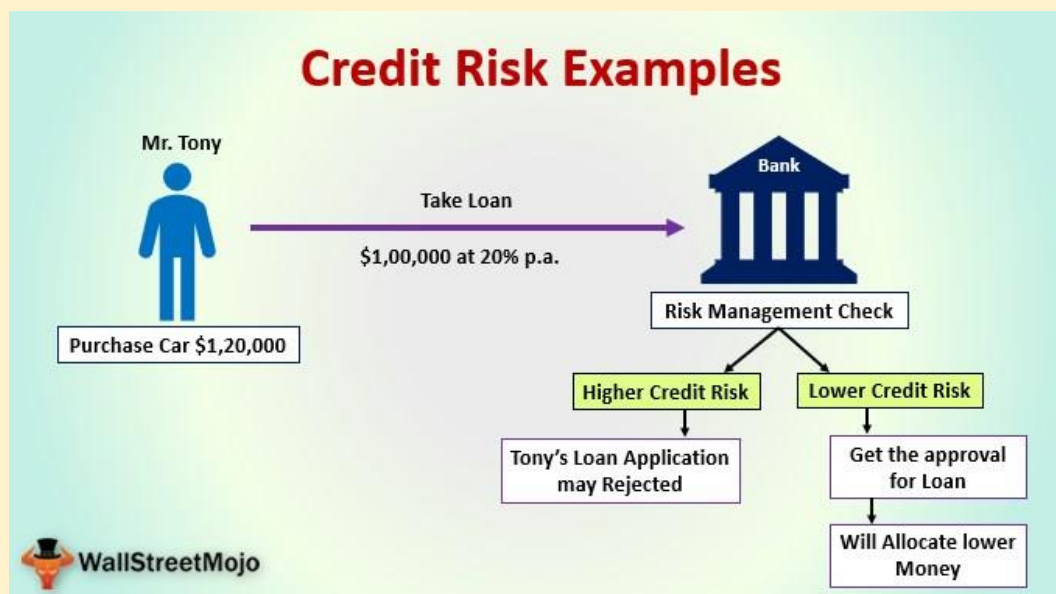 Credit Risk Examples
Mr. Tony
Bank
Take Loan
$1,00,000 at 20% p.a.
Risk Management Check
Purchase Car $1,20,000
Higher Credit Risk
Lower Credit Risk
Tony's Loan Application
may Rejected
Get the approval
for Loan
Will Allocate lower
Money
WallStreetMojo